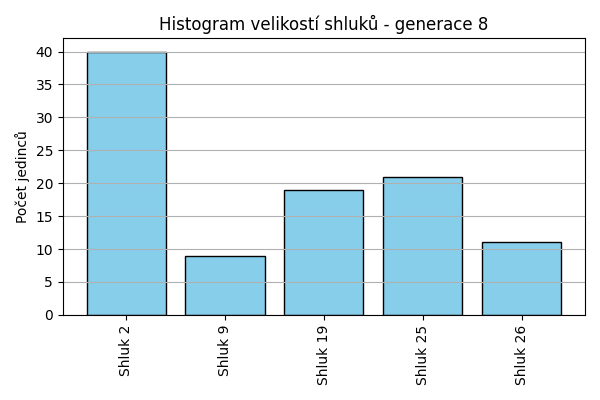 Histogram velikostí shluků - generace 8
Počet jedinců
40
35
30
25
20
15
10
5
0
Shluk 2
Shluk 9
Shluk 19
Shluk 25
Shluk 26